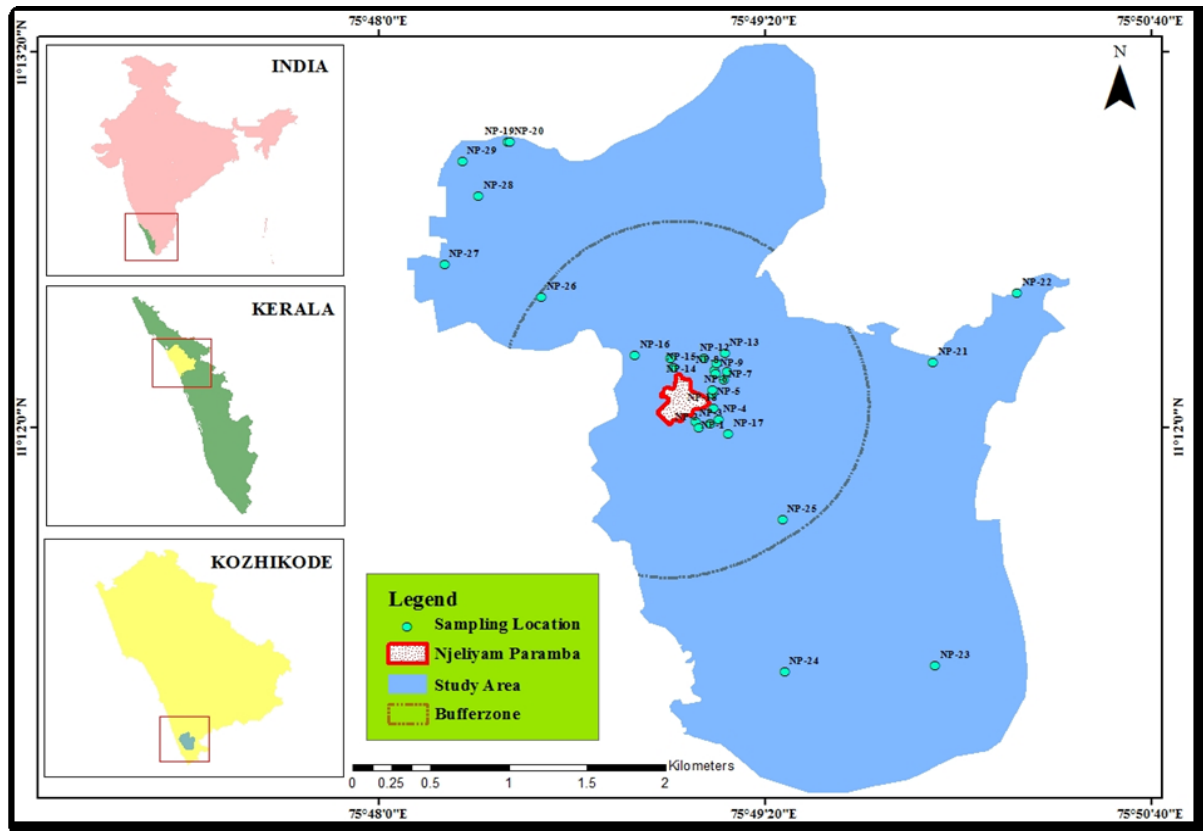 75°48'0"E 75°49'20"E 75°50'40"E
11°13'20"N
11°13'20"N
INDIA
N
NP-19NP-20
NP-29
NP-28
NP-27
NP-26
NP-22
KERALA
NP-16
NP-15
NP-12
NP-13
NP-9
NP-21
NP-14
NP-7
NP-5
NP-4
NP-3
NP-1
NP-17
11°12'0"N
11°12'0"N
NP-25
KOZHIKODE
Legend
Sampling Location
Njeliyam Paramba
Study Area
Bufferzone
NP-24
NP-23
Kilometers
0 0.25 0.5 1 1.5 2
75°48'0"E 75°49'20"E 75°50'40"E